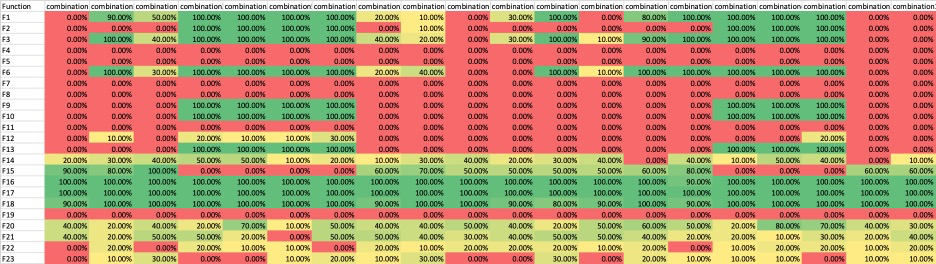 Function combination combination combination combination combination combination combination combination combination combination combination combination combination combination combination combination combination combination combination combination
F1 0.00% 90.00% 50.00% 100.00% 100.00% 100.00% 100.00% 20.00% 10.00% 0.00% 30.00% 100.00% 0.00% 80.00% 100.00% 100.00% 100.00% 100.00% 0.00% 0.00%
F2 0.00% 0.00% 0.00% 100.00% 100.00% 100.00% 100.00% 0.00% 10.00% 0.00% 0.00% 100.00% 0.00% 100.00% 100.00% 100.00% 100.00% 100.00% 0.00% 0.00%
F3 0.00% 100.00% 40.00% 100.00% 100.00% 100.00% 100.00% 40.00% 20.00% 0.00% 30.00% 100.00% 10.00% 90.00% 100.00% 100.00% 100.00% 100.00% 0.00% 0.00%
F4 0.00% 0.00% 0.00% 0.00% 0.00% 0.00% 0.00% 0.00% 0.00% 0.00% 0.00% 0.00% 0.00% 0.00% 0.00% 0.00% 0.00% 0.00% 0.00% 0.00%
F5 0.00% 0.00% 0.00% 0.00% 0.00% 0.00% 0.00% 0.00% 0.00% 0.00% 0.00% 0.00% 0.00% 0.00% 0.00% 0.00% 0.00% 0.00% 0.00% 0.00%
F6 0.00% 100.00% 30.00% 100.00% 100.00% 100.00% 100.00% 20.00% 40.00% 0.00% 0.00% 100.00% 10.00% 100.00% 100.00% 100.00% 100.00% 100.00% 0.00% 0.00%
F7 0.00% 0.00% 0.00% 0.00% 0.00% 0.00% 0.00% 0.00% 0.00% 0.00% 0.00% 0.00% 0.00% 0.00% 0.00% 0.00% 0.00% 0.00% 0.00% 0.00%
F8 0.00% 0.00% 0.00% 0.00% 0.00% 0.00% 0.00% 0.00% 0.00% 0.00% 0.00% 0.00% 0.00% 0.00% 0.00% 0.00% 0.00% 0.00% 0.00% 0.00%
F9 0.00% 0.00% 0.00% 100.00% 100.00% 100.00% 100.00% 0.00% 0.00% 0.00% 0.00% 0.00% 0.00% 0.00% 0.00% 100.00% 100.00% 100.00% 0.00% 0.00%
F10 0.00% 0.00% 0.00% 100.00% 100.00% 100.00% 100.00% 0.00% 0.00% 0.00% 0.00% 0.00% 0.00% 0.00% 0.00% 100.00% 100.00% 100.00% 0.00% 0.00%
F11 0.00% 0.00% 0.00% 0.00% 0.00% 0.00% 0.00% 0.00% 0.00% 0.00% 0.00% 0.00% 0.00% 0.00% 0.00% 0.00% 0.00% 0.00% 0.00% 0.00%
F12 0.00% 10.00% 0.00% 20.00% 10.00% 10.00% 30.00% 0.00% 0.00% 0.00% 0.00% 0.00% 0.00% 0.00% 0.00% 0.00% 0.00% 20.00% 0.00% 0.00%
F13 0.00% 0.00% 0.00% 100.00% 100.00% 100.00% 100.00% 0.00% 0.00% 0.00% 0.00% 0.00% 0.00% 0.00% 0.00% 100.00% 100.00% 100.00% 0.00% 0.00%
F14 20.00% 30.00% 40.00% 50.00% 50.00% 10.00% 20.00% 10.00% 30.00% 40.00% 20.00% 30.00% 40.00% 0.00% 40.00% 10.00% 50.00% 40.00% 0.00% 10.00%
F15 90.00% 80.00% 100.00% 0.00% 0.00% 0.00% 0.00% 60.00% 70.00% 50.00% 50.00% 50.00% 50.00% 60.00% 80.00% 0.00% 0.00% 0.00% 60.00% 60.00%
F16 100.00% 100.00% 100.00% 100.00% 100.00% 100.00% 100.00% 100.00% 100.00% 100.00% 100.00% 100.00% 100.00% 100.00% 90.00% 100.00% 100.00% 100.00% 100.00% 100.00%
F17 100.00% 100.00% 100.00% 100.00% 100.00% 100.00% 100.00% 100.00% 100.00% 100.00% 100.00% 100.00% 100.00% 100.00% 100.00% 100.00% 100.00% 100.00% 100.00% 100.00%
F18 90.00% 100.00% 90.00% 100.00% 100.00% 100.00% 90.00% 100.00% 100.00% 90.00% 100.00% 80.00% 100.00% 90.00% 100.00% 100.00% 100.00% 100.00% 100.00% 100.00%
F19 0.00% 0.00% 0.00% 0.00% 0.00% 0.00% 0.00% 0.00% 0.00% 0.00% 0.00% 0.00% 0.00% 0.00% 0.00% 0.00% 0.00% 0.00% 0.00% 0.00%
F20 40.00% 20.00% 40.00% 20.00% 70.00% 10.00% 50.00% 40.00% 40.00% 40.00% 50.00% 20.00% 50.00% 60.00% 50.00% 20.00% 80.00% 70.00% 40.00% 30.00%
F21 40.00% 20.00% 50.00% 50.00% 20.00% 0.00% 50.00% 50.00% 40.00% 50.00% 40.00% 30.00% 40.00% 40.00% 20.00% 20.00% 10.00% 30.00% 20.00% 40.00%
F22 0.00% 20.00% 0.00% 20.00% 10.00% 10.00% 0.00% 10.00% 20.00% 20.00% 20.00% 10.00% 20.00% 20.00% 0.00% 10.00% 20.00% 10.00% 20.00% 20.00%
F23 0.00% 10.00% 30.00% 0.00% 0.00% 10.00% 20.00% 10.00% 30.00% 0.00% 20.00% 30.00% 0.00% 20.00% 10.00% 10.00% 10.00% 0.00% 10.00% 20.00%